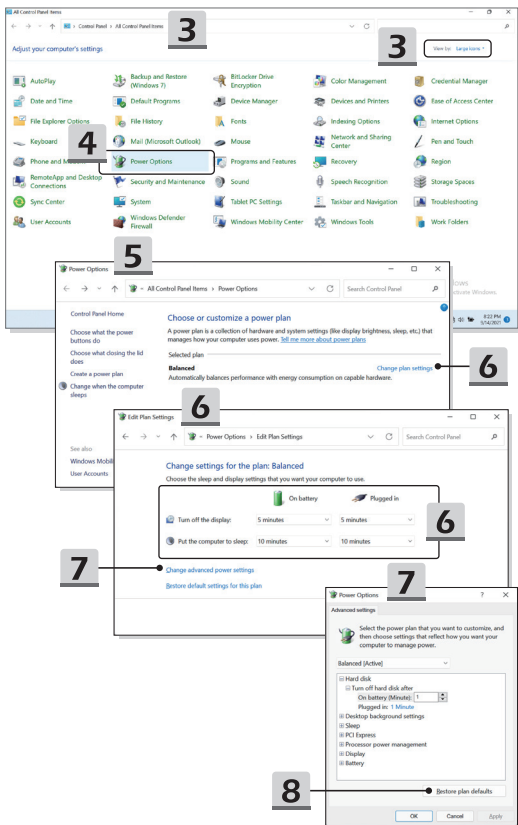 All Control Panel Items
Control Panel > All Control Panel Items
3
3
Adjust your computer's settings
View by: Large icons
AutoPlay
Backup and Restore (Windows 7)
BitLocker Drive Encryption
Color Management
Credential Manager
Date and Time
Default Programs
Device Manager
Devices and Printers
Ease of Access Center
File Explorer Options
File History
Fonts
Indexing Options
Internet Options
4
Keyboard
Mail (Microsoft Outlook)
Mouse
Network and Sharing Center
Pen and Touch
Phone and M
Power Options
Programs and Features
Recovery
Region
RemoteApp and Desktop Connections
Security and Maintenance
Sound
Speech Recognition
Storage Spaces
Sync Center
System
Tablet PC Settings
Taskbar and Navigation
Troubleshooting
User Accounts
Windows Defender Firewall
Windows Mobility Center
Windows Tools
Work Folders
5
Power Options
All Control Panel Items > Power Options
Search Control Panel
8:22 PM
9/14/2021
Control Panel Home
Choose what the power buttons do
Choose what closing the lid does
Create a power plan
Change when the computer sleeps
See also
Windows Mobili
User Accounts
Choose or customize a power plan
A power plan is a collection of hardware and system settings (like display brightness, sleep, etc.) that
manages how your computer uses power. Tell me more about power plans
Selected plan
Balanced
Change plan settings
Automatically balances performance with energy consumption on capable hardware.
6
6
Edit Plan Settings
Power Options > Edit Plan Settings
Search Control Panel
Change settings for the plan: Balanced
Choose the sleep and display settings that you want your computer to use.
On battery
Plugged in
Turn off the display:
5 minutes
5 minutes
Put the computer to sleep:
10 minutes
10 minutes
6
7
Change advanced power settings
Restore default settings for this plan
7
Power Options
?
Advanced settings
Select the power plan that you want to customize, and
then choose settings that reflect how you want your
computer to manage power.
Balanced [Active]
Hard disk
Turn off hard disk after
On battery (Minute): 1
Plugged in: 1 Minute
Desktop background settings
Sleep
PCI Express
Processor power management
Display
Battery
8
Restore plan defaults
OK
Cancel
Apply